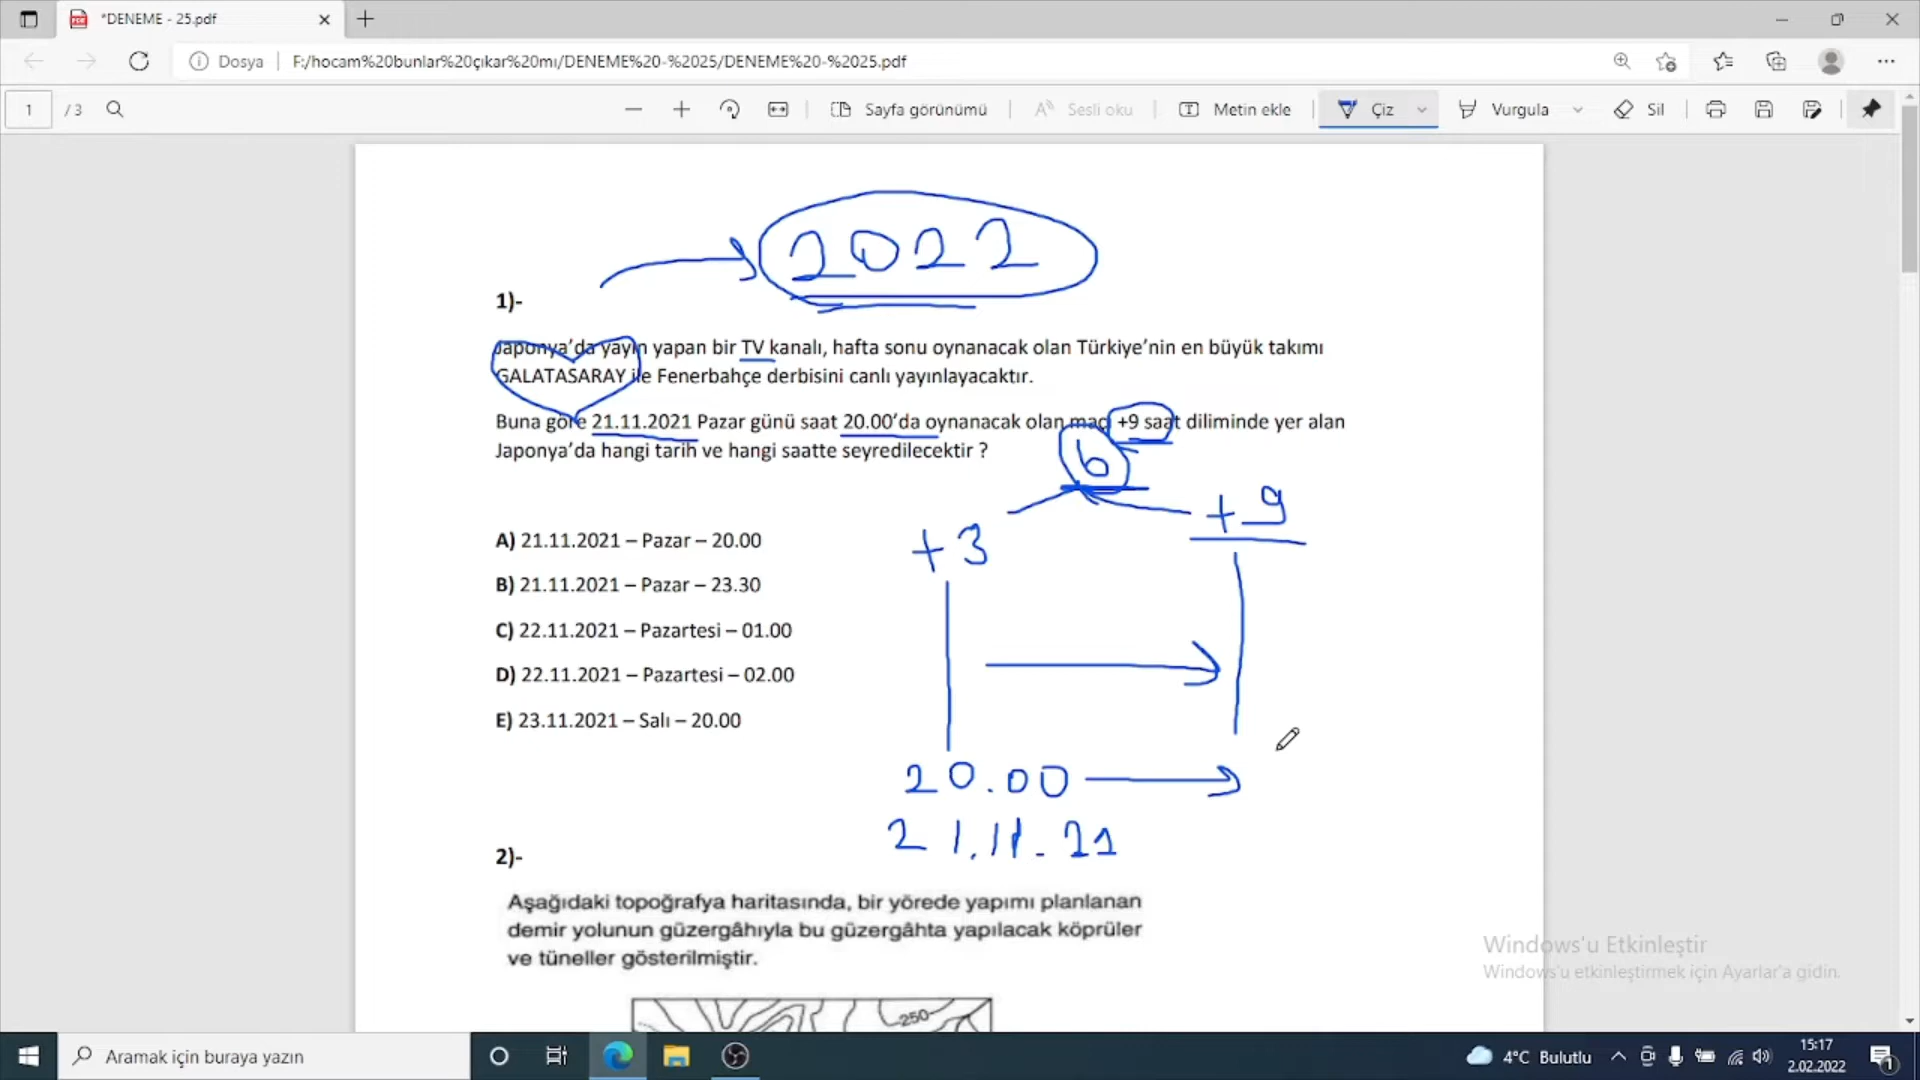 *DENEME - 25.pdf
Dosya
F:/hocam%20bunlar%20çıkar%20mı/DENEME%20-%2025/DENEME%20-%2025.pdf
1
/ 3
Sayfa görünümü
Sesli oku
Metin ekle
Çiz
Vurgula
Sil
2022
1)-
Japonya'da yayın yapan bir TV kanalı, hafta sonu oynanacak olan Türkiye'nin en büyük takımı
GALATASARAY ile Fenerbahçe derbisini canlı yayınlayacaktır.
Buna göre 21.11.2021 Pazar günü saat 20.00'da oynanacak olan maçı +9 saat diliminde yer alan
Japonya'da hangi tarih ve hangi saatte seyredilecektir ?
6
+3
+9
A) 21.11.2021 – Pazar – 20.00
B) 21.11.2021 – Pazar – 23.30
C) 22.11.2021 – Pazartesi – 01.00
D) 22.11.2021 – Pazartesi – 02.00
E) 23.11.2021 – Salı – 20.00
20.00
21.11.21
2)-
Aşağıdaki topoğrafya haritasında, bir yörede yapımı planlanan
demir yolunun güzergâhıyla bu güzergâhta yapılacak köprüler
ve tüneller gösterilmiştir.
250
Windows'u Etkinleştir
Windows'u etkinleştirmek için Ayarlar'a gidin.
Aramak için buraya yazın
4°C Bulutlu
15:17
2.02.2022
1